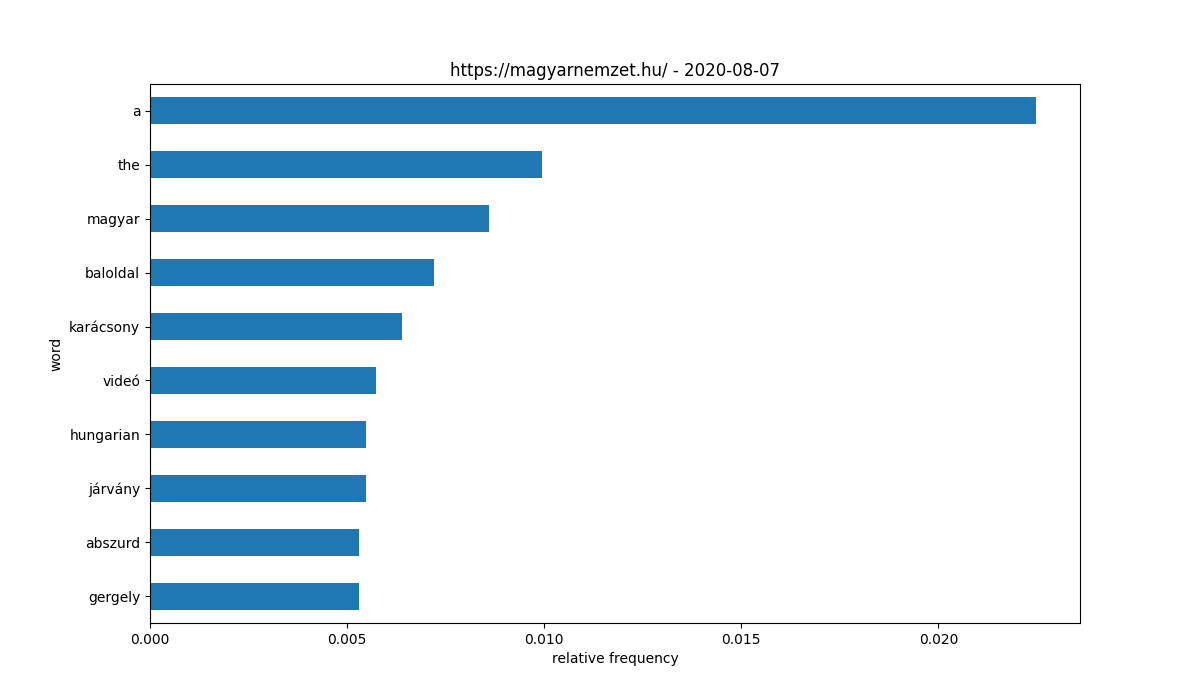 https://magyarnemzet.hu/ - 2020-08-07
a
the
magyar
baloldal
karácsony
videó
hungarian
járvány
abszurd
gergely
word
0.000 0.005 0.010 0.015 0.020
relative frequency